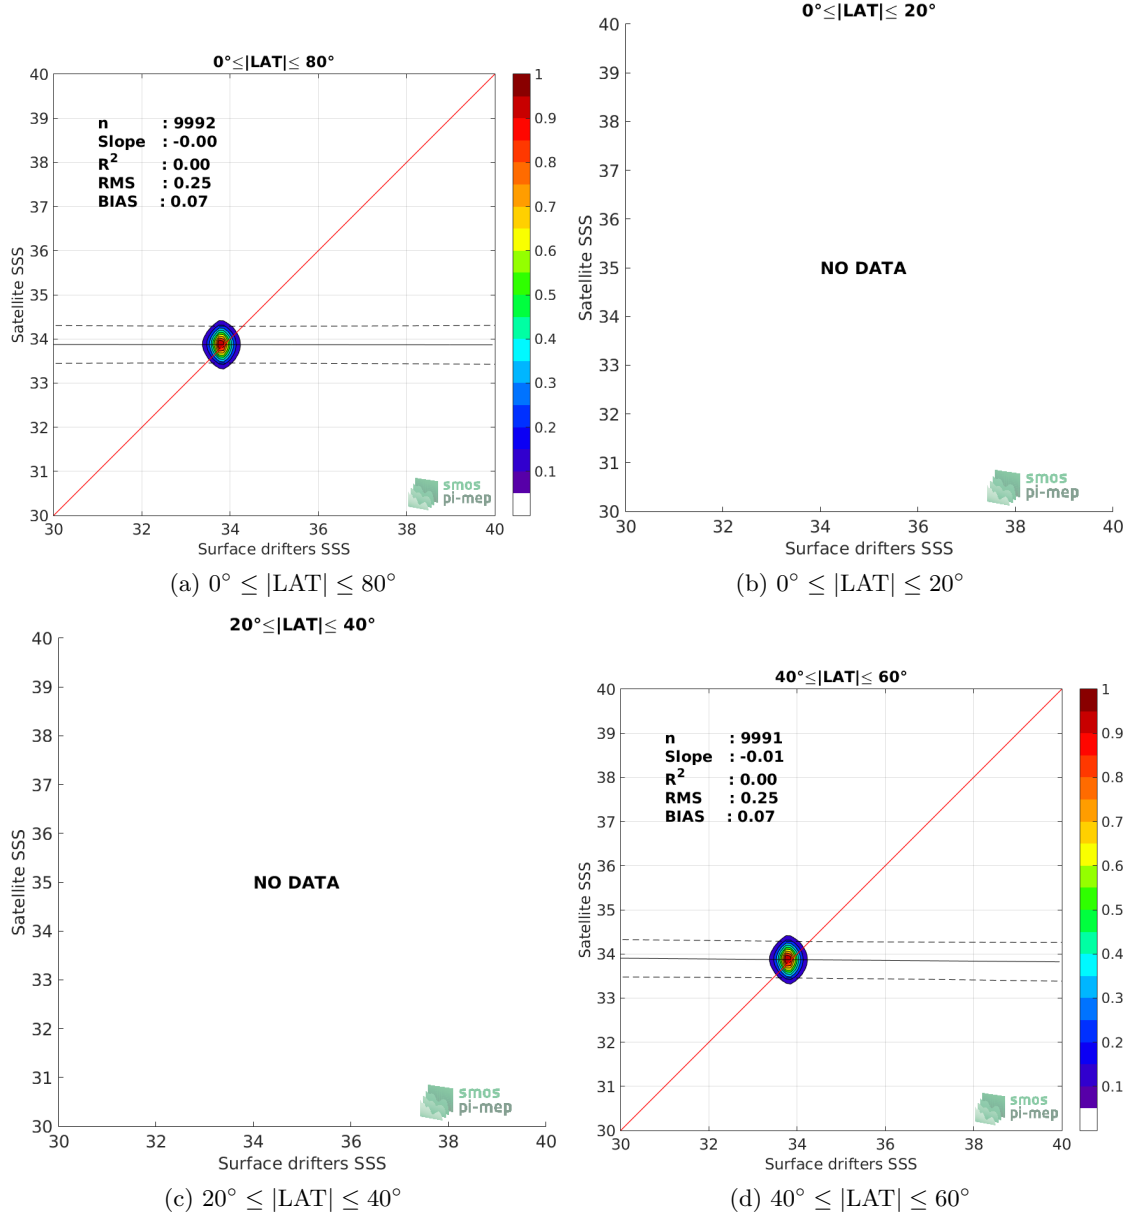 0°≤|LAT|≤ 80°
40
39
38
37
36
35
34
33
32
31
30
30 32 34 36 38 40
Satellite SSS
Surface drifters SSS
n : 9992
Slope : -0.00
R² : 0.00
RMS : 0.25
BIAS : 0.07
1
0.9
0.8
0.7
0.6
0.5
0.4
0.3
0.2
0.1
smos
pi-mep
(a) 0° ≤ |LAT| ≤ 80°
0°≤|LAT|≤ 20°
40
39
38
37
36
35
34
33
32
31
30
30 32 34 36 38 40
Satellite SSS
Surface drifters SSS
NO DATA
smos
pi-mep
(b) 0° ≤ |LAT| ≤ 20°
20°≤|LAT|≤ 40°
40
39
38
37
36
35
34
33
32
31
30
30 32 34 36 38 40
Satellite SSS
Surface drifters SSS
NO DATA
smos
pi-mep
(c) 20° ≤ |LAT| ≤ 40°
40°≤|LAT|≤ 60°
40
39
38
37
36
35
34
33
32
31
30
30 32 34 36 38 40
Satellite SSS
Surface drifters SSS
n : 9991
Slope : -0.01
R² : 0.00
RMS : 0.25
BIAS : 0.07
1
0.9
0.8
0.7
0.6
0.5
0.4
0.3
0.2
0.1
smos
pi-mep
(d) 40° ≤ |LAT| ≤ 60°